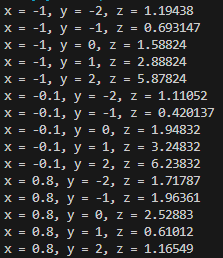 x = -1, y = -2, z = 1.19438
x = -1, y = -1, z = 0.693147
x = -1, y = 0, z = 1.58824
x = -1, y = 1, z = 2.88824
x = -1, y = 2, z = 5.87824
x = -0.1, y = -2, z = 1.11052
x = -0.1, y = -1, z = 0.420137
x = -0.1, y = 0, z = 1.94832
x = -0.1, y = 1, z = 3.24832
x = -0.1, y = 2, z = 6.23832
x = 0.8, y = -2, z = 1.71787
x = 0.8, y = -1, z = 1.96361
x = 0.8, y = 0, z = 2.52883
x = 0.8, y = 1, z = 0.61012
x = 0.8, y = 2, z = 1.16549